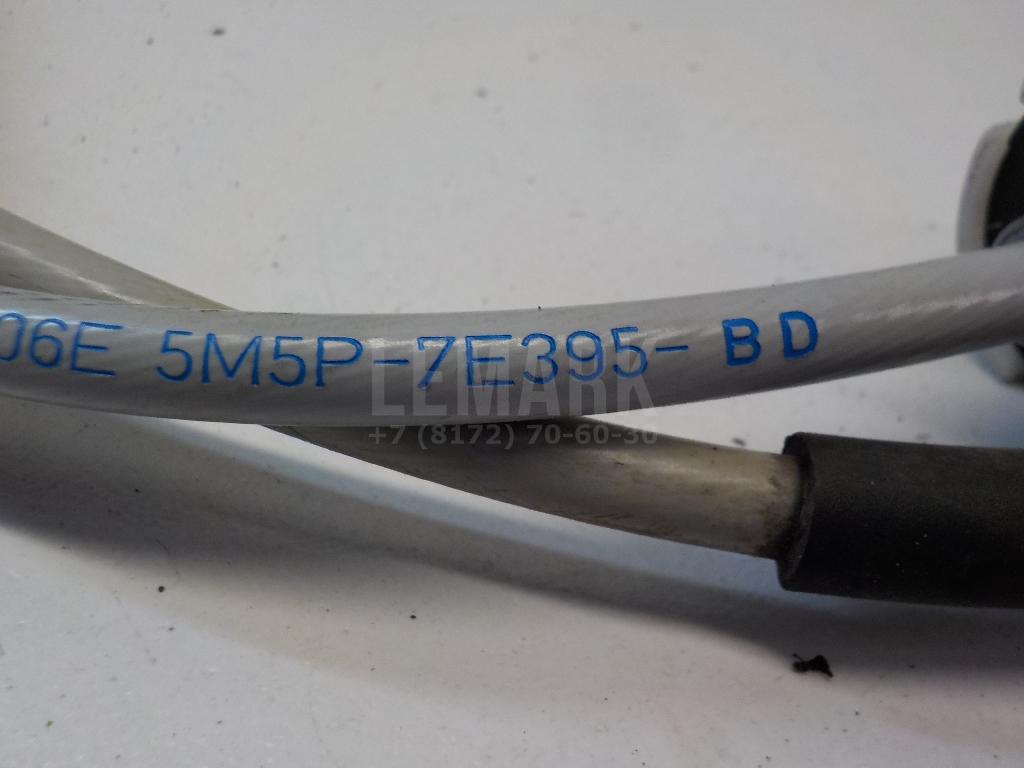 06E 5M5P-7E395- BD
LEMARK
+7 (8172) 70-60-30